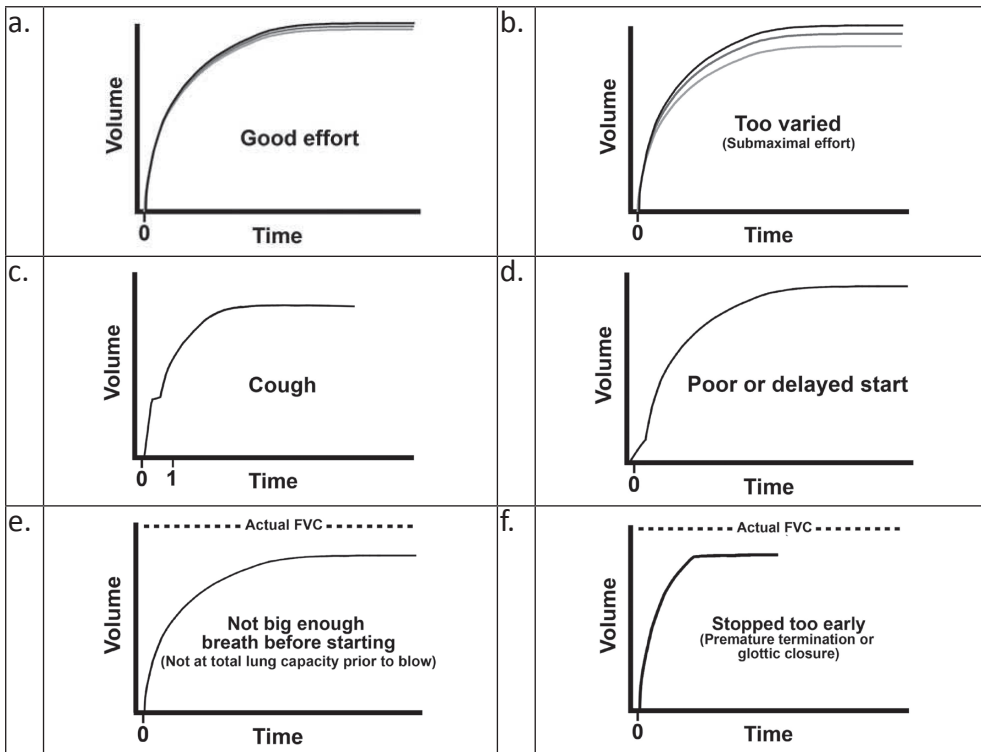 a.
Volume
Good effort
0
Time
b.
Volume
Too varied
(Submaximal effort)
0
Time
c.
Volume
Cough
0 1
Time
d.
Volume
Poor or delayed start
0
Time
e.
Actual FVC
Volume
Not big enough
breath before starting
(Not at total lung capacity prior to blow)
0
Time
f.
Actual FVC
Volume
Stopped too early
(Premature termination or
glottic closure)
0
Time